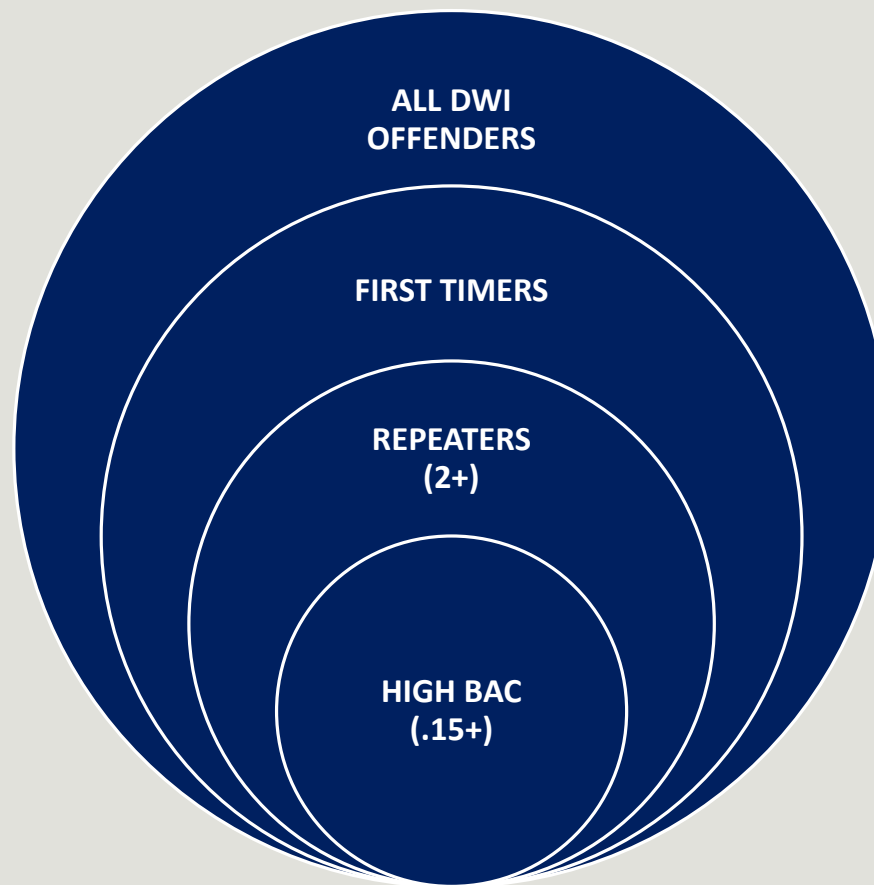 ALL DWI
OFFENDERS
FIRST TIMERS
REPEATERS
(2+)
HIGH BAC
(.15+)